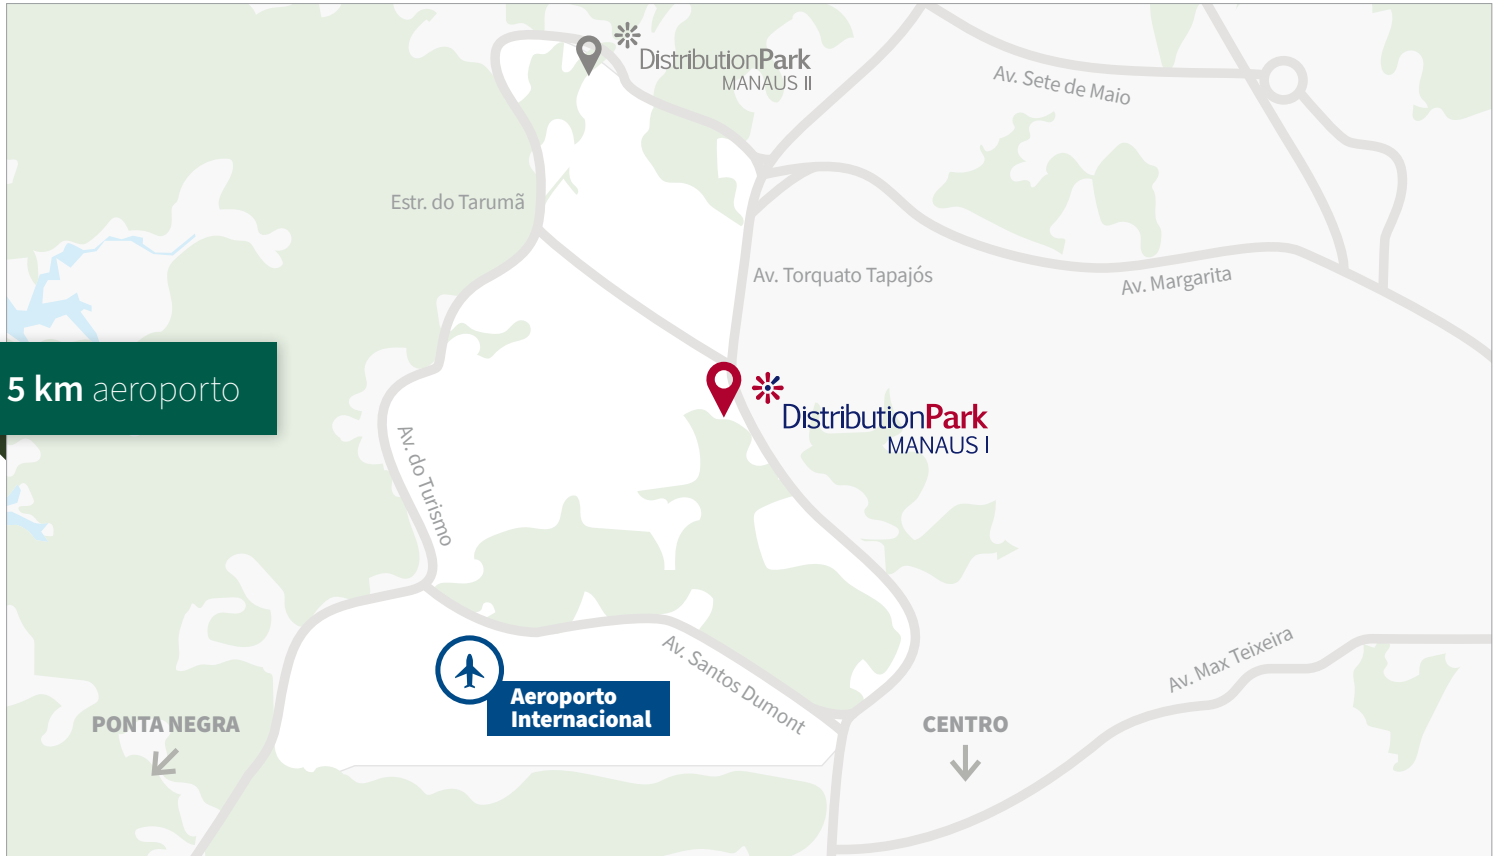 DistributionPark
MANAUS II
Av. Sete de Maio
Estr. do Tarumã
Av. Torquato Tapajós
Av. Margarita
5 km aeroporto
DistributionPark
MANAUS I
Av. do Turismo
Av. Santos Dumont
Av. Max Teixeira
Aeroporto
Internacional
PONTA NEGRA
CENTRO